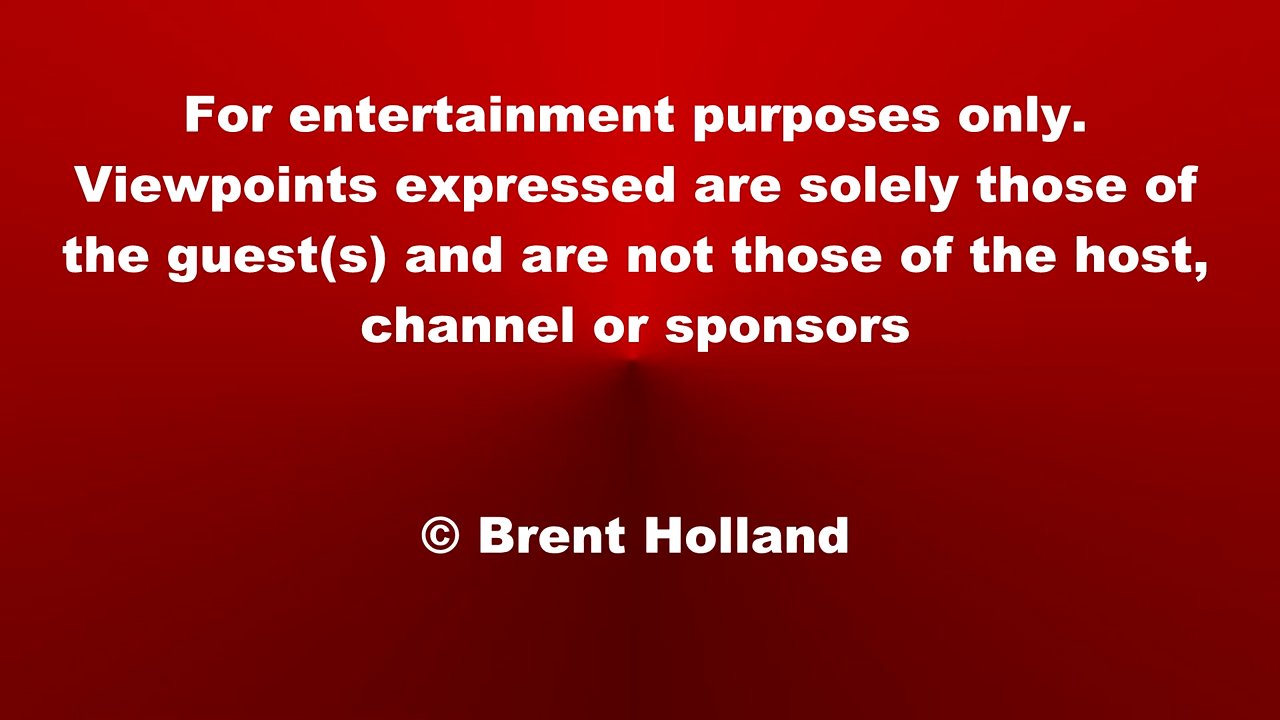 For entertainment purposes only.
Viewpoints expressed are solely those of
the guest(s) and are not those of the host,
channel or sponsors
© Brent Holland